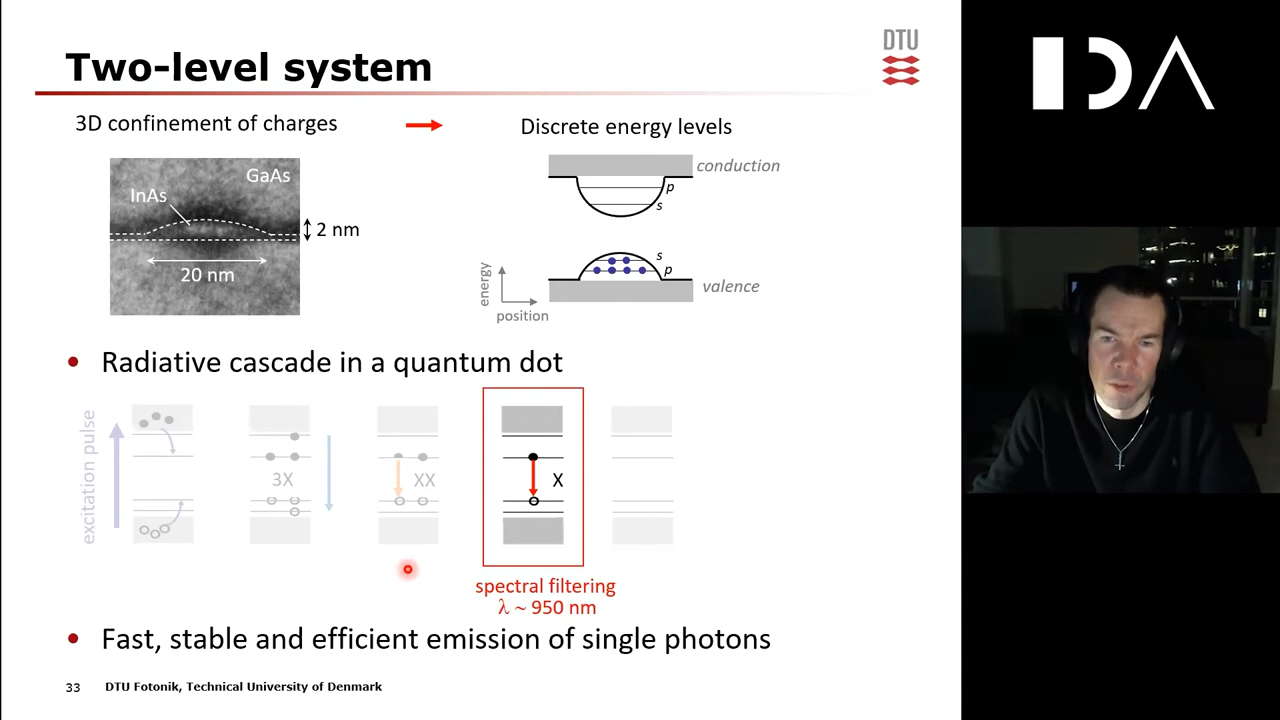 Two-level system
DTU
IDA
3D confinement of charges
Discrete energy levels
GaAs
InAs
2 nm
20 nm
conduction
p
s
s
p
valence
energy
position
• Radiative cascade in a quantum dot
excitation pulse
3X
XX
X
spectral filtering
λ ~ 950 nm
• Fast, stable and efficient emission of single photons
33 DTU Fotonik, Technical University of Denmark